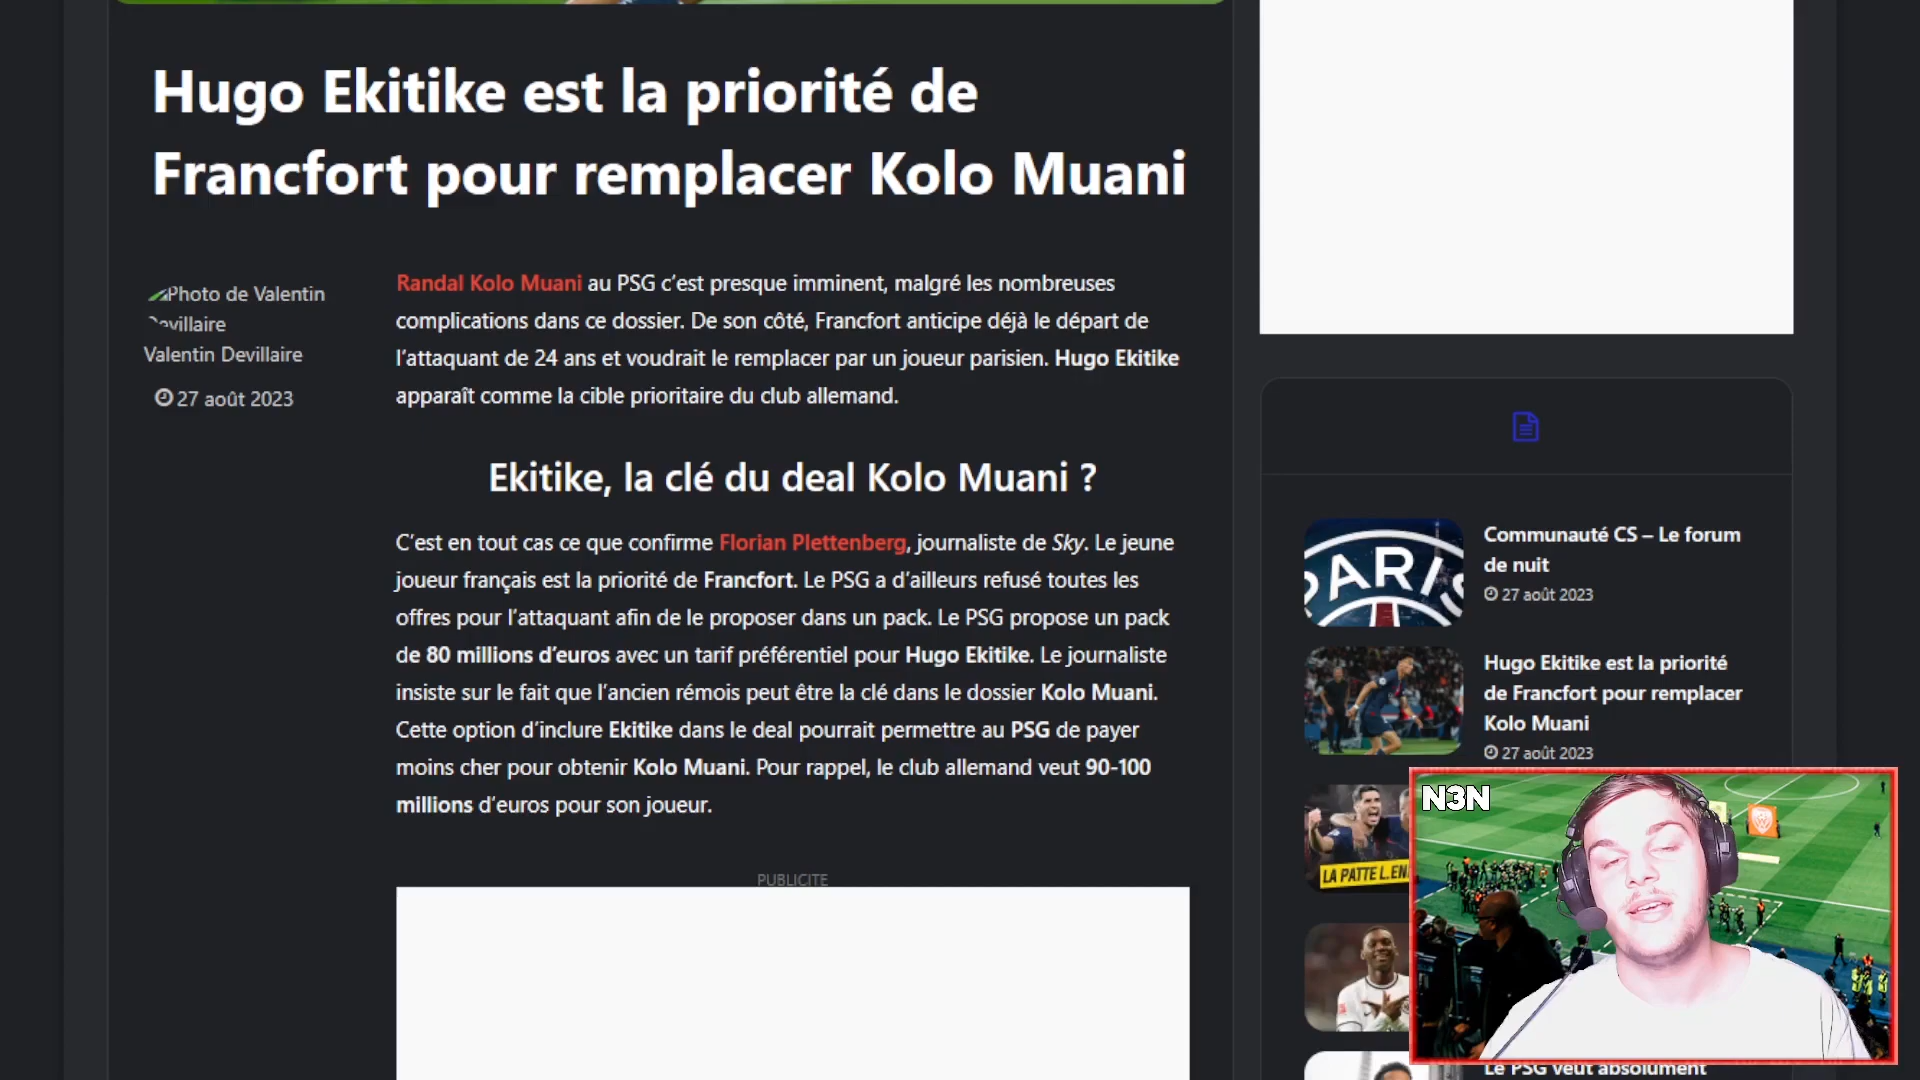 Hugo Ekitike est la priorité de
Francfort pour remplacer Kolo Muani
Photo de Valentin
Devillaire
Valentin Devillaire
27 août 2023
Randal Kolo Muani au PSG c’est presque imminent, malgré les nombreuses
complications dans ce dossier. De son côté, Francfort anticipe déjà le départ de
l’attaquant de 24 ans et voudrait le remplacer par un joueur parisien. Hugo Ekitike
apparaît comme la cible prioritaire du club allemand.
Ekitike, la clé du deal Kolo Muani ?
C’est en tout cas ce que confirme Florian Plettenberg, journaliste de Sky. Le jeune
joueur français est la priorité de Francfort. Le PSG a d’ailleurs refusé toutes les
offres pour l’attaquant afin de le proposer dans un pack. Le PSG propose un pack
de 80 millions d’euros avec un tarif préférentiel pour Hugo Ekitike. Le journaliste
insiste sur le fait que l’ancien rémois peut être la clé dans le dossier Kolo Muani.
Cette option d’inclure Ekitike dans le deal pourrait permettre au PSG de payer
moins cher pour obtenir Kolo Muani. Pour rappel, le club allemand veut 90-100
millions d’euros pour son joueur.
PUBLICITE
PARIS
Communauté CS – Le forum
de nuit
27 août 2023
Hugo Ekitike est la priorité
de Francfort pour remplacer
Kolo Muani
27 août 2023
LA PATTE L.EN
N3N
Le PSG veut absolument